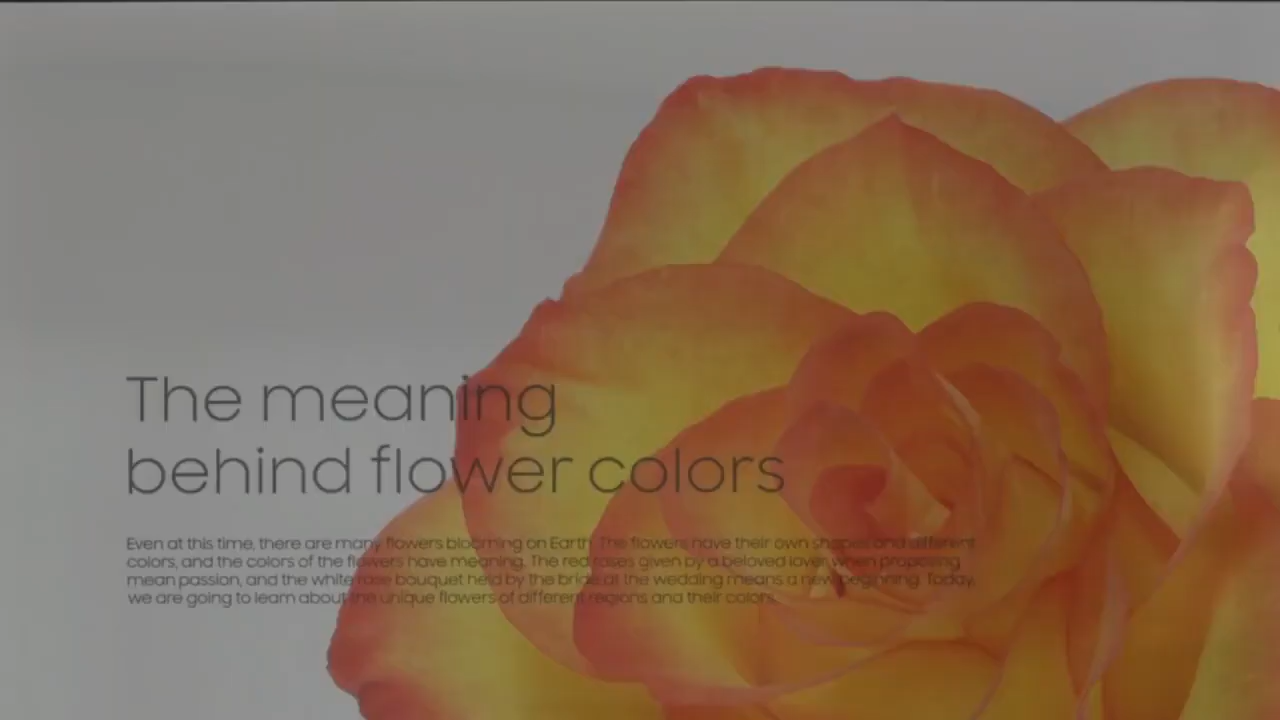 The meaning
behind flower colors
Even at this time, there are many flowers blooming on Earth. The flowers have their own shapes and different
colors, and the colors of the flowers have meaning. The red roses given by a beloved lover when proposing
mean passion, and the white rose bouquet held by the bride at the wedding means a new beginning. Today,
we are going to learn about the unique flowers of different regions and their colors.